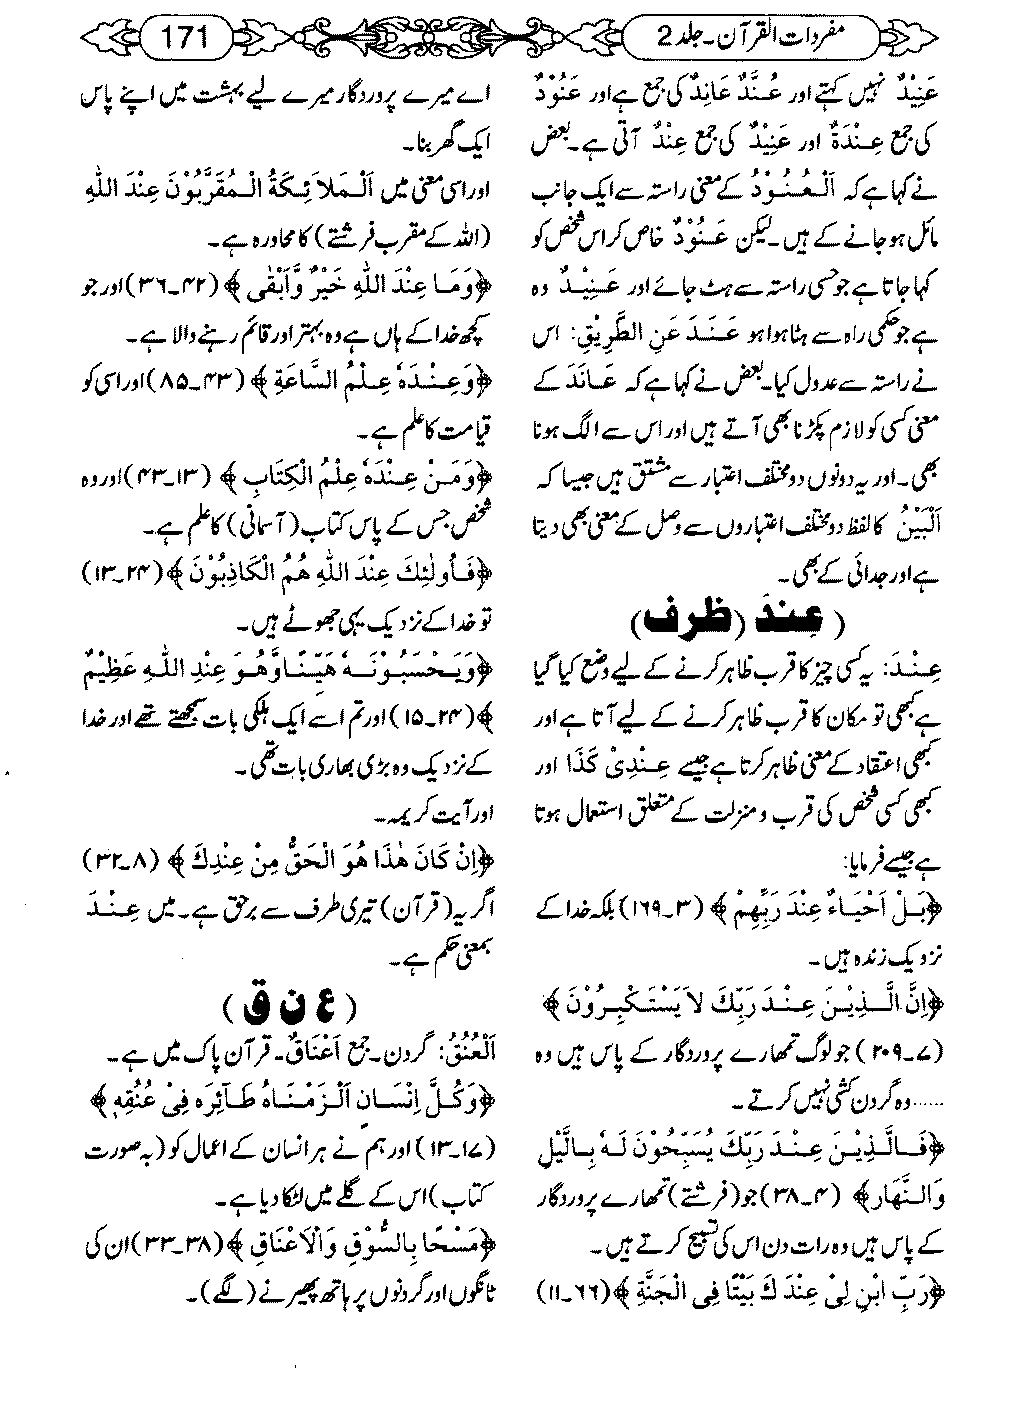 مفردات القرآن۔جلد 2
171
عَنِيْدٌ نہیں کہتے اور عُنَّدٌ عَانِدٌ کی جمع ہے اور عَنُوْدٌ
کی جمع عِنْدَةٌ اور عَنِيْدٌ کی جمع عِنْدٌ آتی ہے۔بعض
نے کہا ہے کہ اَلْعُنُوْدُ کے معنی راستہ سے ایک جانب
مائل ہو جانے کے ہیں۔لیکن عَنُوْدٌ خاص کر اس شخص کو
کہا جاتا ہے جو حسی راستہ سے ہٹ جائے اور عَنِيْدٌ وہ
ہے جو حکمی راہ سے ہٹا ہوا ہو عَنَدَ عَنِ الطَّرِيْقِ: اس
نے راستہ سے عدول کیا۔بعض نے کہا ہے کہ عَانَدَ کے
معنی کسی کو لازم پکڑنا بھی آتے ہیں اور اس سے الگ ہونا
بھی۔اور یہ دونوں دو مختلف اعتبار سے مشتق ہیں جیسا کہ
اَلْبَيْنُ کا لفظ دو مختلف اعتباروں سے وصل کے معنی بھی دیتا
ہے اور جدائی کے بھی۔
(عِندَ (ظرف)
عِنْدَ: یہ کسی چیز کا قرب ظاہر کرنے کے لیے وضع کیا گیا
ہے کبھی تو مکان کا قرب ظاہر کرنے کے لیے آتا ہے اور
کبھی اعتقاد کے معنی ظاہر کرتا ہے جیسے عِنْدِىْ كَذَا اور
کبھی کسی شخص کی قرب و منزلت کے متعلق استعمال ہوتا
ہے جیسے فرمایا:
﴿بَلْ اَحْيَاءٌ عِنْدَ رَبِّهِمْ﴾ (۳۔۱۶۹) بلکہ خدا کے
نزدیک زندہ ہیں۔
﴿اِنَّ الَّذِيْنَ عِنْدَ رَبِّكَ لاَ يَسْتَكْبِرُوْنَ﴾
(۷۔۲۰۹) جو لوگ تمہارے پروردگار کے پاس ہیں وہ
.....وہ گردن کشی نہیں کرتے۔
﴿فَالَّذِيْنَ عِنْدَ رَبِّكَ يُسَبِّحُوْنَ لَهٗ بِالَّيْلِ
وَالنَّهَارِ﴾ (۴۔۳۸) جو (فرشتے) تمہارے پروردگار
کے پاس ہیں وہ رات دن اس کی تسبیح کرتے ہیں۔
﴿رَبِّ ابْنِ لِىْ عِنْدَكَ بَيْتًا فِى الْجَنَّةِ﴾ (۶۶۔۱۱)
اے میرے پروردگار میرے لیے بہشت میں اپنے پاس
ایک گھر بنا۔
اور اسی معنی میں اَلْمَلاَئِكَةُ الْمُقَرَّبُوْنَ عِنْدَ اللّٰهِ
(اللہ کے مقرب فرشتے) کا محاورہ ہے۔
﴿وَمَا عِنْدَ اللّٰهِ خَيْرٌ وَّاَبْقٰى﴾ (۴۲۔۳۶) اور جو
کچھ خدا کے ہاں ہے وہ بہتر اور قائم رہنے والا ہے۔
﴿وَعِنْدَهٗ عِلْمُ السَّاعَةِ﴾ (۴۳۔۸۵) اور اسی کو
قیامت کا علم ہے۔
﴿وَمَنْ عِنْدَهٗ عِلْمُ الْكِتَابِ﴾ (۱۳۔۴۳) اور وہ
شخص جس کے پاس کتاب (آسمانی) کا علم ہے۔
﴿فَاُولٰئِكَ عِنْدَ اللّٰهِ هُمُ الْكَاذِبُوْنَ﴾ (۲۴۔۱۳)
تو خدا کے نزدیک یہی جھوٹے ہیں۔
﴿وَيَحْسَبُوْنَهٗ هَيِّنًا وَّهُوَ عِنْدِ اللّٰهِ عَظِيْمٌ
﴾ (۲۴۔۱۵) اور تم اسے ایک ہلکی بات سمجھتے تھے اور خدا
کے نزدیک وہ بڑی بھاری بات تھی۔
اور آیت کریمہ۔
﴿اِنْ كَانَ هٰذَا هُوَ الْحَقُّ مِنْ عِنْدِكَ﴾ (۸۔۳۲)
اگر یہ (قرآن) تیری طرف سے برحق ہے۔میں عِنْدَ
بمعنی حکم ہے۔
(ع ن ق)
اَلْعُنُقُ: گردن۔جمع اَعْنَاقٌ۔قرآن پاک میں ہے۔
﴿وَكُلَّ اِنْسَانٍ اَلْزَمْنَاهُ طَآئِرَهٗ فِىْ عُنُقِهٖ﴾
(۱۷۔۱۳) اور ہم نے ہر انسان کے اعمال کو (بہ صورت
کتاب) اس کے گلے میں لٹکا دیا ہے۔
﴿مَسْحًا بِالسُّوْقِ وَالْاَعْنَاقِ﴾ (۳۸۔۳۳) ان کی
ٹانگوں اور گردنوں پر ہاتھ پھیرنے (لگے)۔